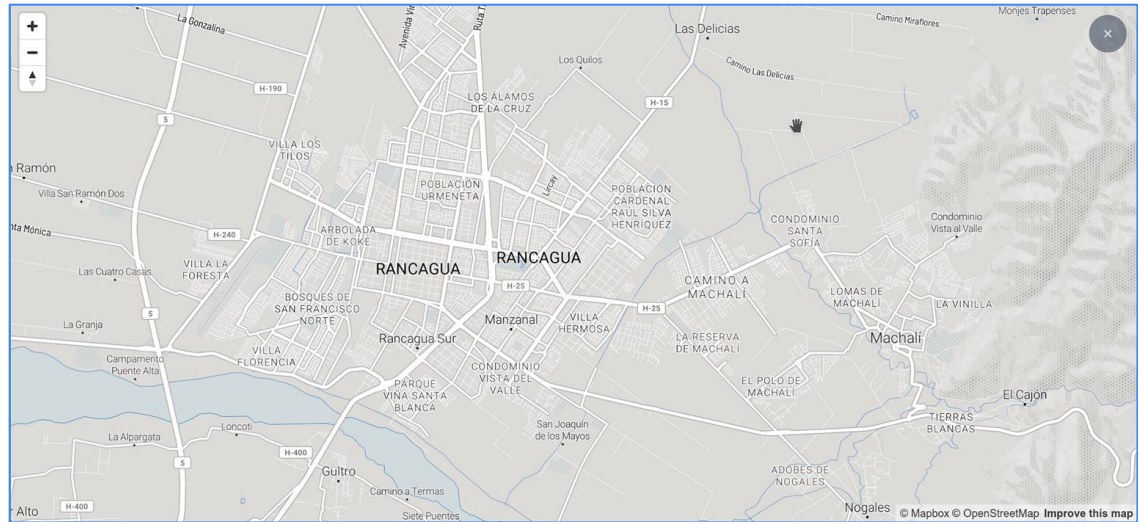 La Gonzalina
Avenida Vi
Ruta T.
Monjes Trapenses
Camino Miraflores
Las Delicias
Los Quilos
Camino Las Delicias
H-190
LOS ÁLAMOS
DE LA CRUZ
H-15
5
VILLA LOS
TILOS
n Ramón
Villa San Ramón Dos
POBLACIÓN
URMENETA
Lircay
POBLACIÓN
CARDENAL
RAUL SILVA
HENRÍQUEZ
CONDOMINIO
SANTA
SOFÍA
Condominio
Vista al Valle
nta Mónica
H-240
ARBOLADA
DE KOKE
VILLA LA
FORESTA
Las Cuatro Casas
RANCAGUA
RANCAGUA
H-25
CAMINO A
MACHALÍ
BOSQUES DE
SAN FRANCISCO
NORTE
LOMAS DE
MACHALÍ
LA VINILLA
5
La Granja
Manzanal
VILLA
HERMOSA
H-25
Rancagua Sur
LA RESERVA
DE MACHALÍ
Machalí
VILLA
FLORENCIA
Campamento
Puente Alta
CONDOMINIO
VISTA DEL
VALLE
PARQUE
VIÑA SANTA
BLANCA
EL POLO DE
MACHALÍ
El Cajón
San Joaquín
de los Mayos
TIERRAS
BLANCAS
La Alpargata
Loncoti
H-400
5
Gultro
ADOBES DE
NOGALES
Camino a Termas
H-400
r Alto
Siete Puentes
Nogales
© Mapbox © OpenStreetMap Improve this map